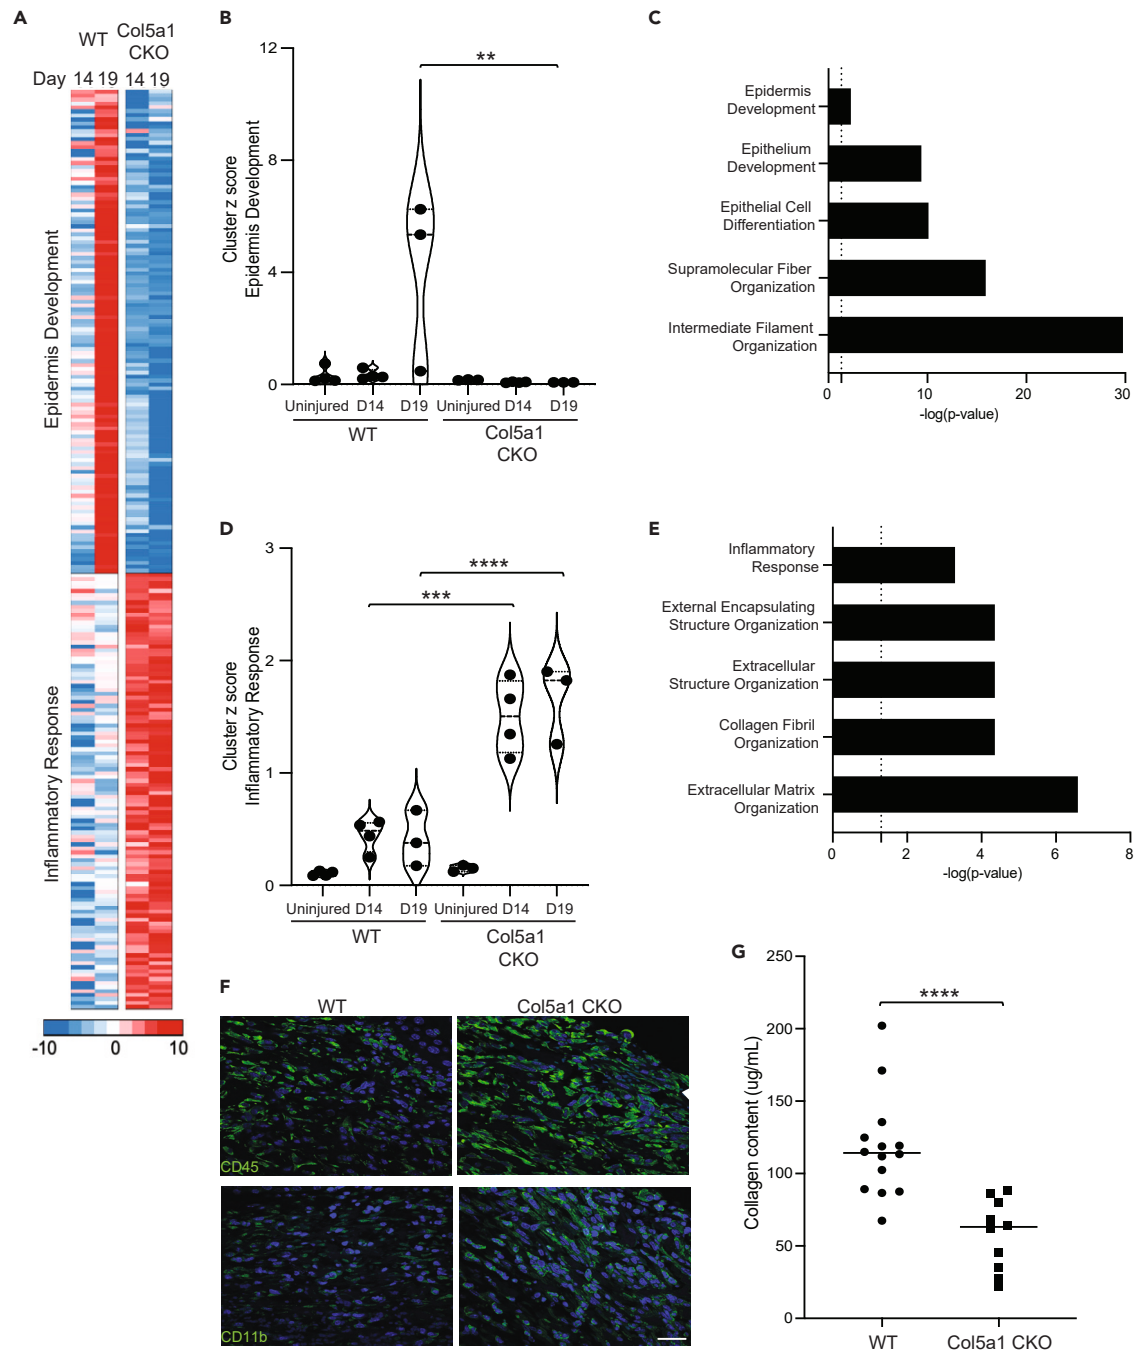 A
WT
Col5a1
CKO
Day 14 19 14 19
Epidermis Development
Inflammatory Response
-10 0 10
B
12
8
4
0
Cluster z score
Epidermis Development
**
Uninjured D14 D19 Uninjured D14 D19
WT
Col5a1
CKO
C
Epidermis
Development
Epithelium
Development
Epithelial Cell
Differentiation
Supramolecular Fiber
Organization
Intermediate Filament
Organization
0 10 20 30
-log(p-value)
D
3
2
1
0
Cluster z score
Inflammatory Response
****
***
Uninjured D14 D19 Uninjured D14 D19
WT
Col5a1
CKO
E
Inflammatory
Response
External Encapsulating
Structure Organization
Extracellular
Structure Organization
Collagen Fibril
Organization
Extracellular Matrix
Organization
0 2 4 6 8
-log(p-value)
F
WT
Col5a1 CKO
CD45
CD11b
G
250
200
150
100
50
0
Collagen content (ug/mL)
****
WT
Col5a1 CKO